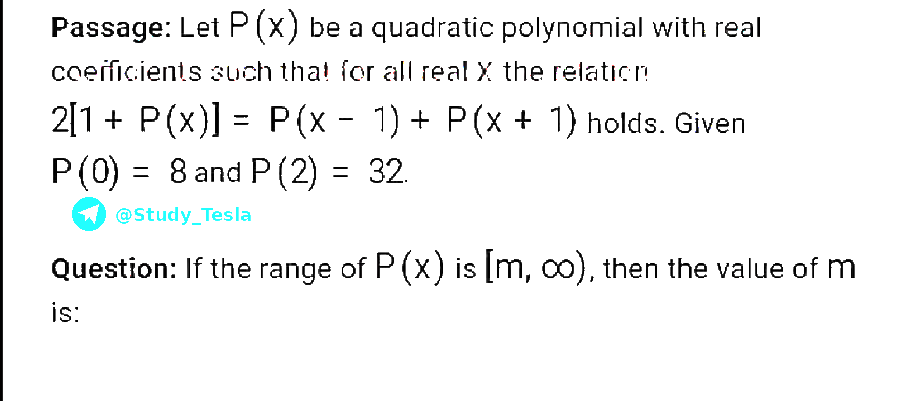 Passage: Let P(x) be a quadratic polynomial with real
coefficients such that for all real X the relation
2[1 + P(x)] = P(x − 1) + P(x + 1) holds. Given
P(0) = 8 and P(2) = 32.
@Study_Tesla
Question: If the range of P(x) is [m, ∞), then the value of m
is: